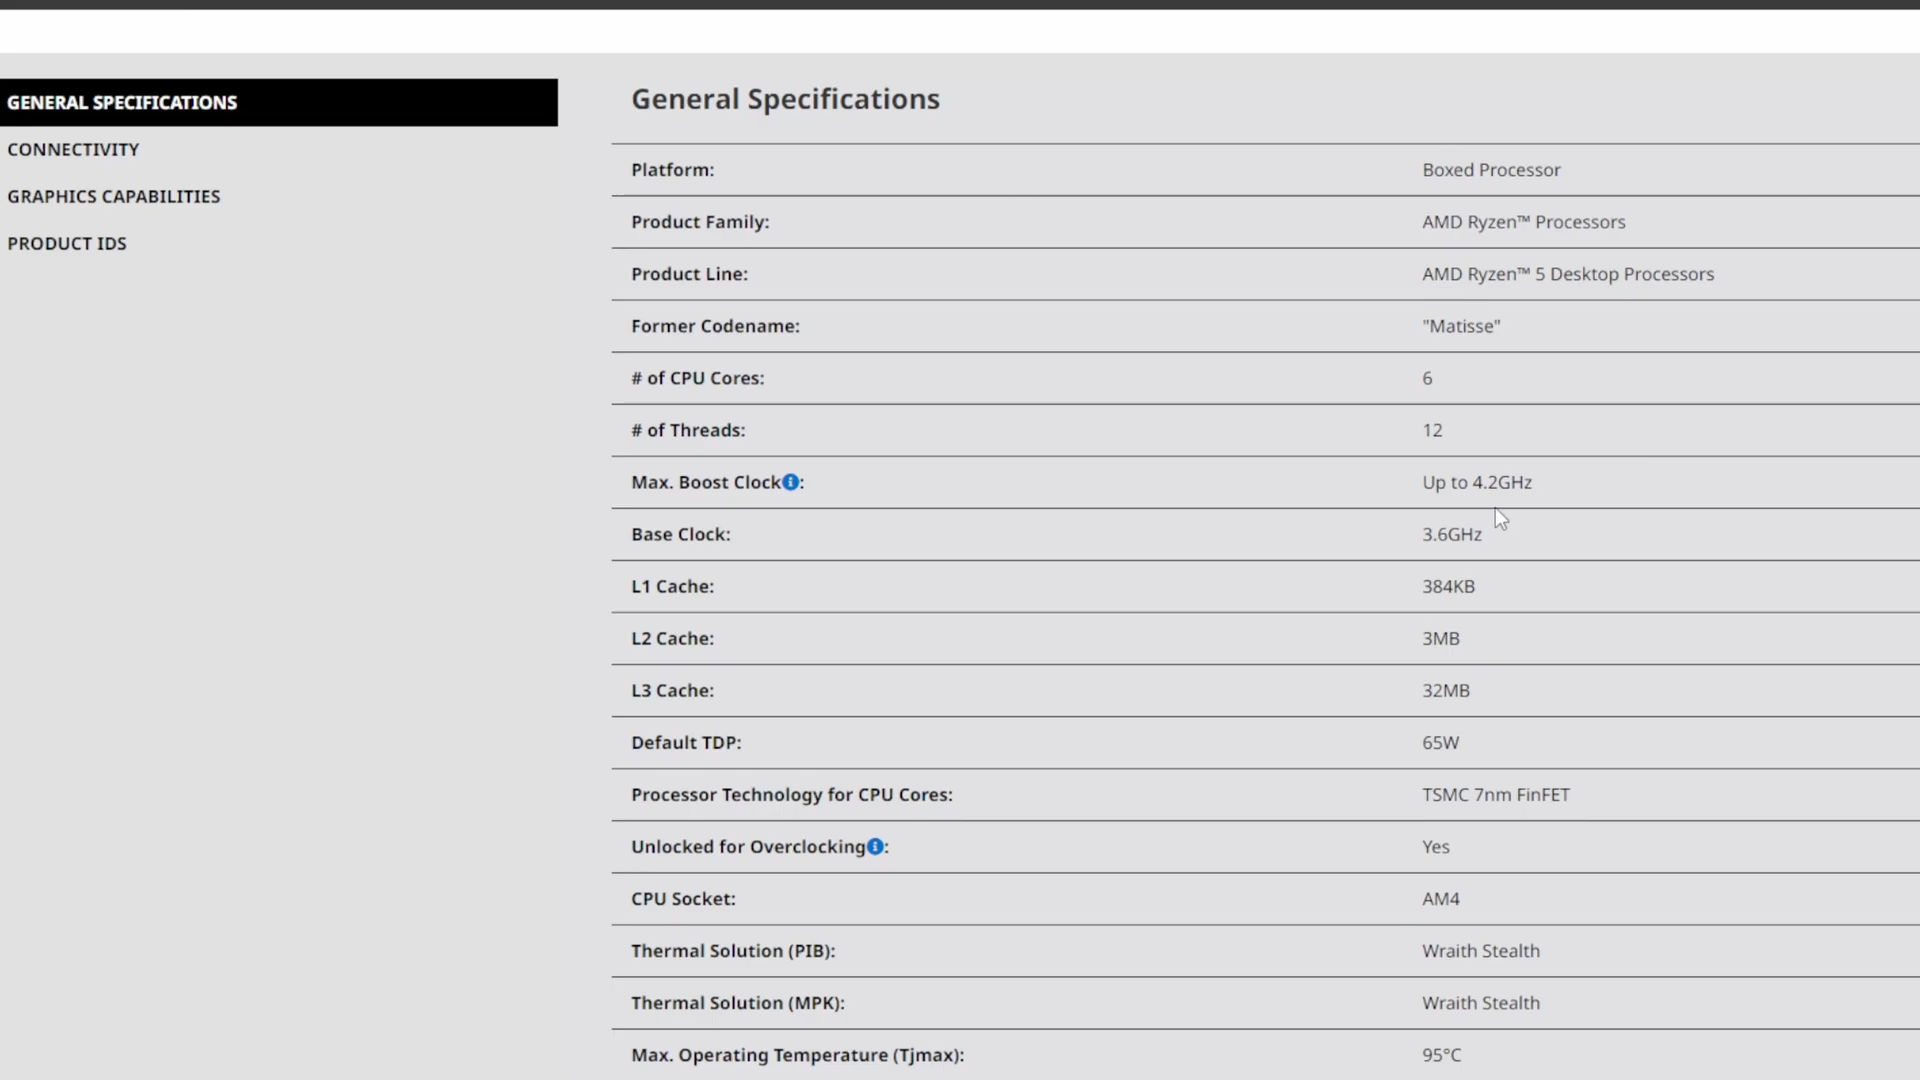 GENERAL SPECIFICATIONS
CONNECTIVITY
GRAPHICS CAPABILITIES
PRODUCT IDS
General Specifications
Platform: Boxed Processor
Product Family: AMD Ryzen™ Processors
Product Line: AMD Ryzen™ 5 Desktop Processors
Former Codename: "Matisse"
# of CPU Cores: 6
# of Threads: 12
Max. Boost Clock: Up to 4.2GHz
Base Clock: 3.6GHz
L1 Cache: 384KB
L2 Cache: 3MB
L3 Cache: 32MB
Default TDP: 65W
Processor Technology for CPU Cores: TSMC 7nm FinFET
Unlocked for Overclocking: Yes
CPU Socket: AM4
Thermal Solution (PIB): Wraith Stealth
Thermal Solution (MPK): Wraith Stealth
Max. Operating Temperature (Tjmax): 95°C